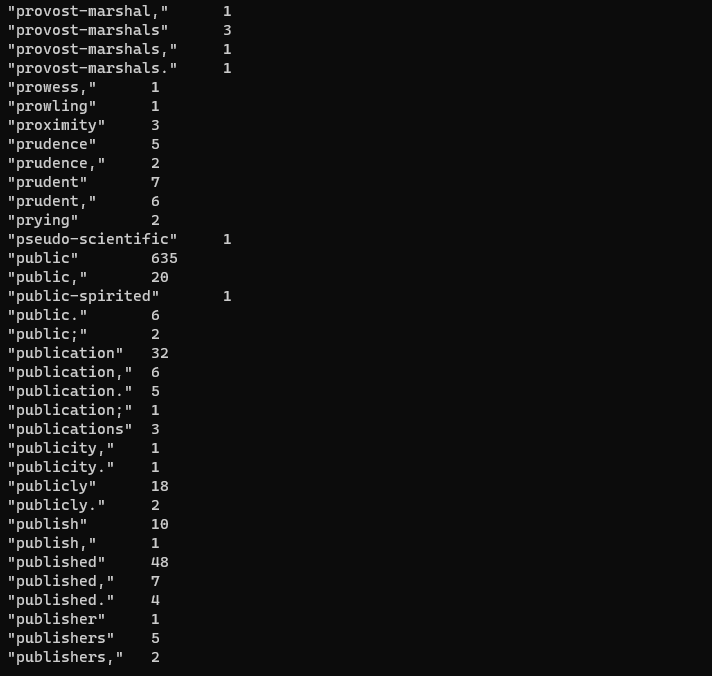 "provost-marshal,"	1
"provost-marshals"	3
"provost-marshals,"	1
"provost-marshals."	1
"prowess,"	1
"prowling"	1
"proximity"	3
"prudence"	5
"prudence,"	2
"prudent"	7
"prudent,"	6
"prying"	2
"pseudo-scientific"	1
"public"	635
"public,"	20
"public-spirited"	1
"public."	6
"public;"	2
"publication"	32
"publication,"	6
"publication."	5
"publication;"	1
"publications"	3
"publicity,"	1
"publicity."	1
"publicly"	18
"publicly."	2
"publish"	10
"publish,"	1
"published"	48
"published,"	7
"published."	4
"publisher"	1
"publishers"	5
"publishers,"	2